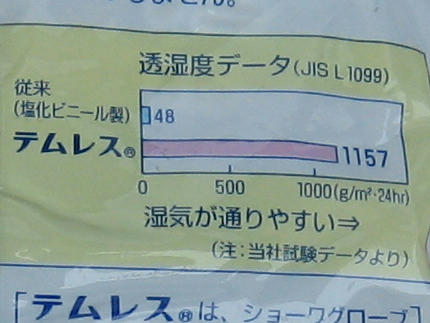 透湿度データ(JIS L 1099)
従来
(塩化ビニール製)
48
テムレス®
1157
0 500 1000(g/m²·24hr)
湿気が通りやすい⇒
(注:当社試験データより)
[テムレス®は、ショーワグローブ]